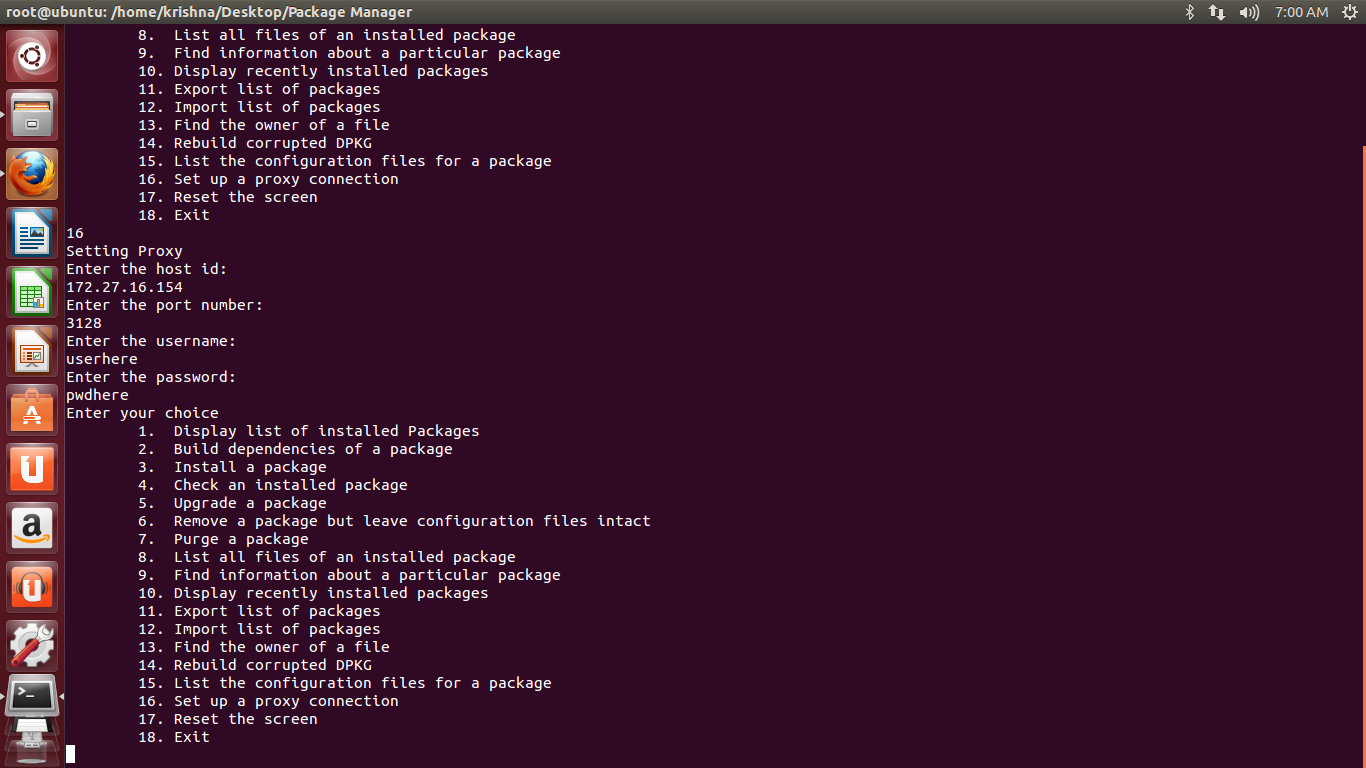 root@ubuntu: /home/krishna/Desktop/Package Manager 7:00 AM
8. List all files of an installed package
9. Find information about a particular package
10. Display recently installed packages
11. Export list of packages
12. Import list of packages
13. Find the owner of a file
14. Rebuild corrupted DPKG
15. List the configuration files for a package
16. Set up a proxy connection
17. Reset the screen
18. Exit
16
Setting Proxy
Enter the host id:
172.27.16.154
Enter the port number:
3128
Enter the username:
userhere
Enter the password:
pwdhere
Enter your choice
1. Display list of installed Packages
2. Build dependencies of a package
3. Install a package
4. Check an installed package
5. Upgrade a package
6. Remove a package but leave configuration files intact
7. Purge a package
8. List all files of an installed package
9. Find information about a particular package
10. Display recently installed packages
11. Export list of packages
12. Import list of packages
13. Find the owner of a file
14. Rebuild corrupted DPKG
15. List the configuration files for a package
16. Set up a proxy connection
17. Reset the screen
18. Exit